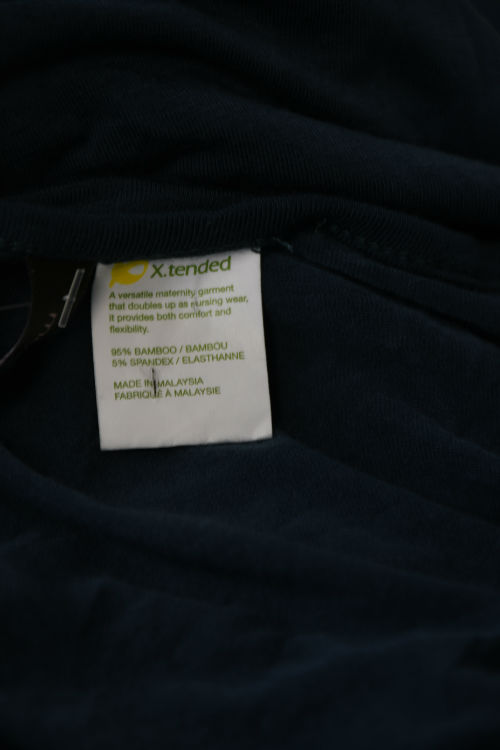 X.tended
A versatile maternity garment
that doubles up as nursing wear,
it provides both comfort and
flexibility.
95% BAMBOO / BAMBOU
5% SPANDEX / ELASTHANNE
MADE IN MALAYSIA
FABRIQUÉ À MALAYSIE